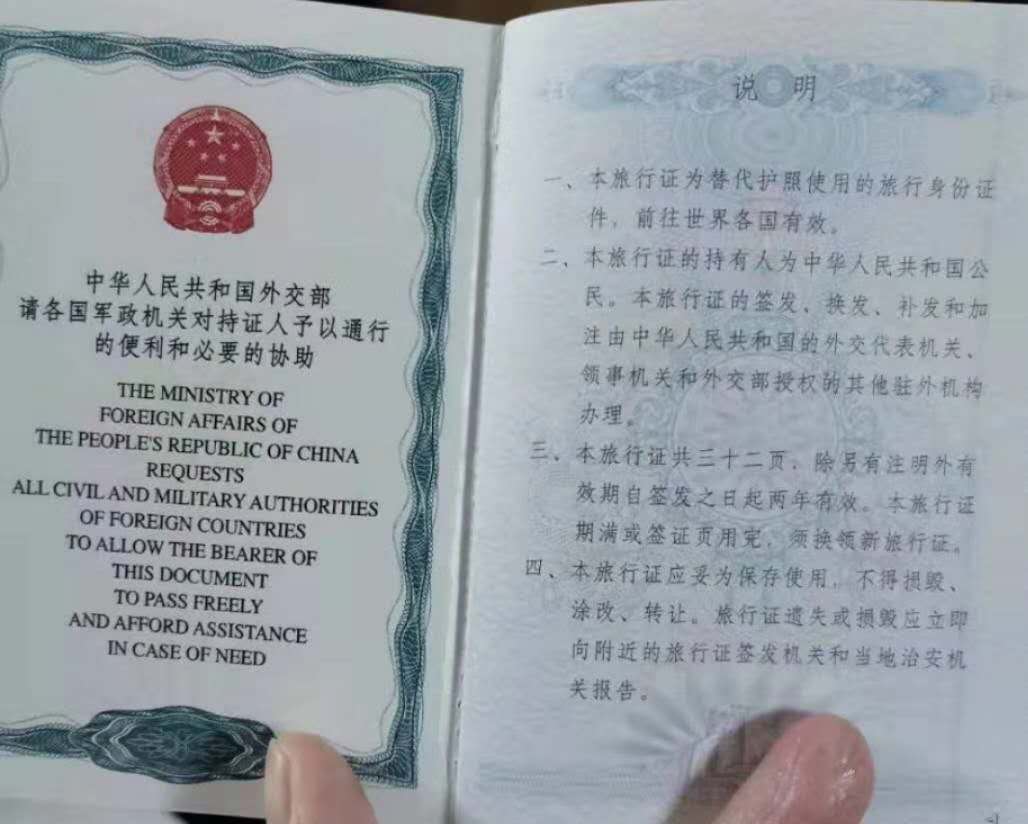 中华人民共和国外交部
请各国军政机关对持证人予以通行
的便利和必要的协助
THE MINISTRY OF
FOREIGN AFFAIRS OF
THE PEOPLE'S REPUBLIC OF CHINA
REQUESTS
ALL CIVIL AND MILITARY AUTHORITIES
OF FOREIGN COUNTRIES
TO ALLOW THE BEARER OF
THIS DOCUMENT
TO PASS FREELY
AND AFFORD ASSISTANCE
IN CASE OF NEED
说明
一、本旅行证为替代护照使用的旅行身份证
件，前往世界各国有效。
二、本旅行证的持有人为中华人民共和国公
民。本旅行证的签发、换发、补发和加
注由中华人民共和国的外交代表机关、
领事机关和外交部授权的其他驻外机构
办理。
三、本旅行证共三十二页，除另有注明外有
效期自签发之日起两年有效。本旅行证
期满或签证页用完，须换领新旅行证。
四、本旅行证应妥为保存使用，不得损毁、
涂改、转让。旅行证遗失或损毁应立即
向附近的旅行证签发机关和当地治安机
关报告。